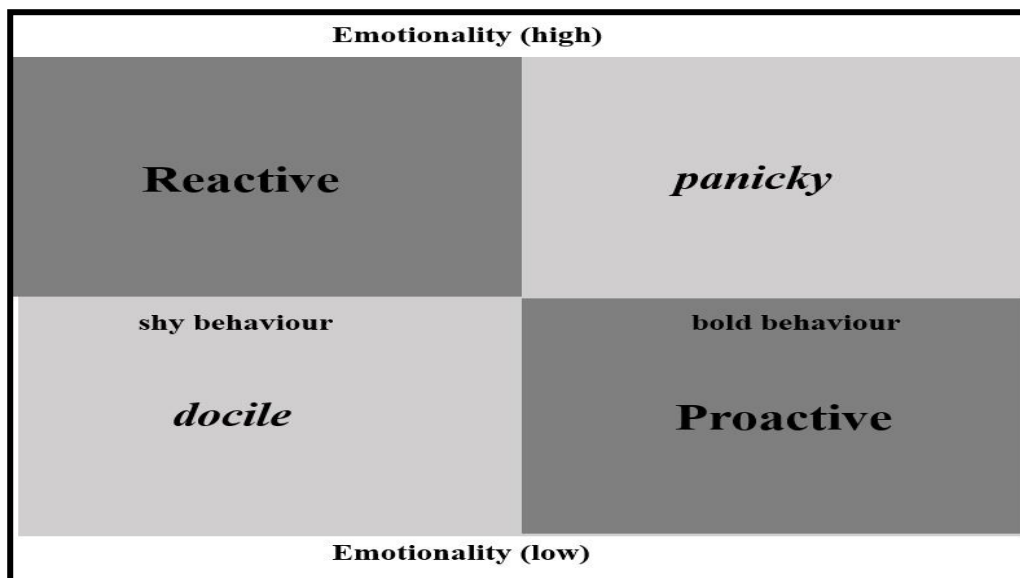 Emotionality (high)
Reactive
panicky
shy behaviour
bold behaviour
docile
Proactive
Emotionality (low)